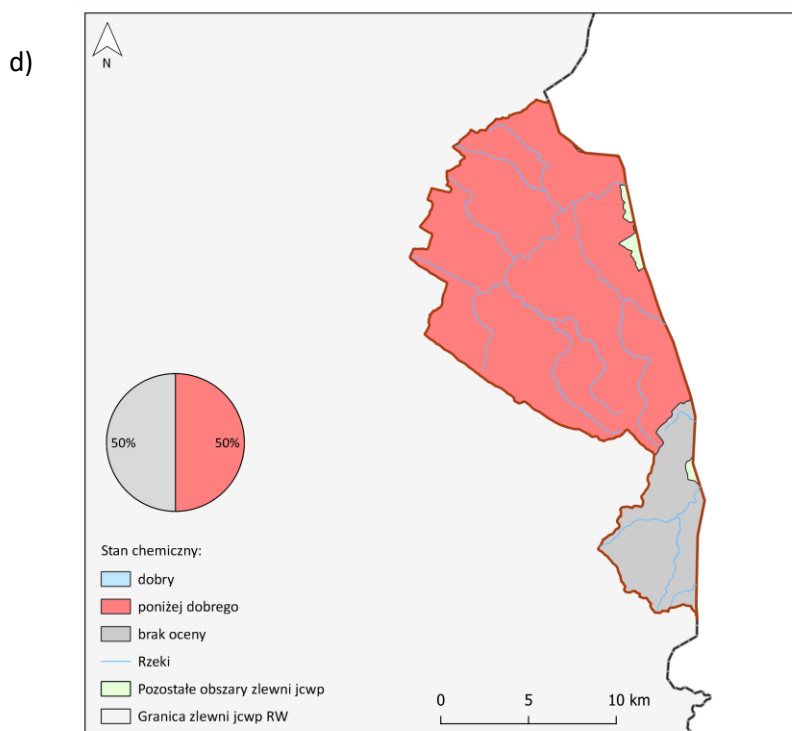 d)
N
50%
50%
Stan chemiczny:
dobry
poniżej dobrego
brak oceny
Rzeki
Pozostałe obszary zlewni jcwp
Granica zlewni jcwp RW
0 5 10 km